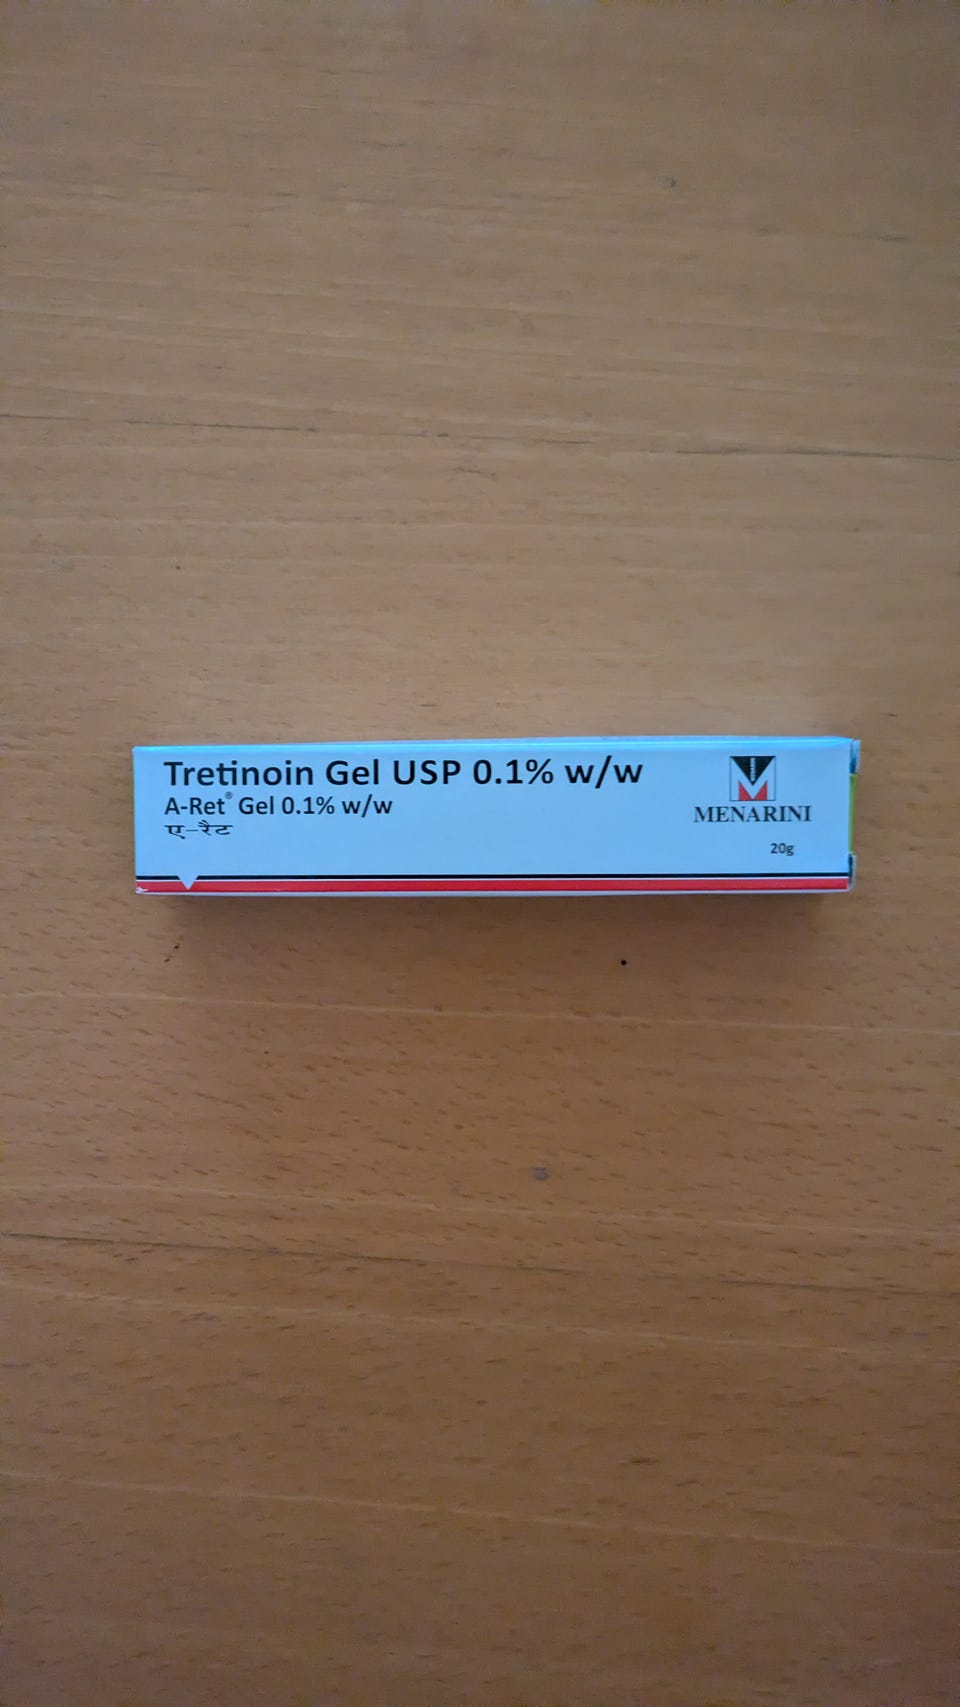 Tretinoin Gel USP 0.1% w/w
A-Ret® Gel 0.1% w/w
ए-रैट
MENARINI
20g